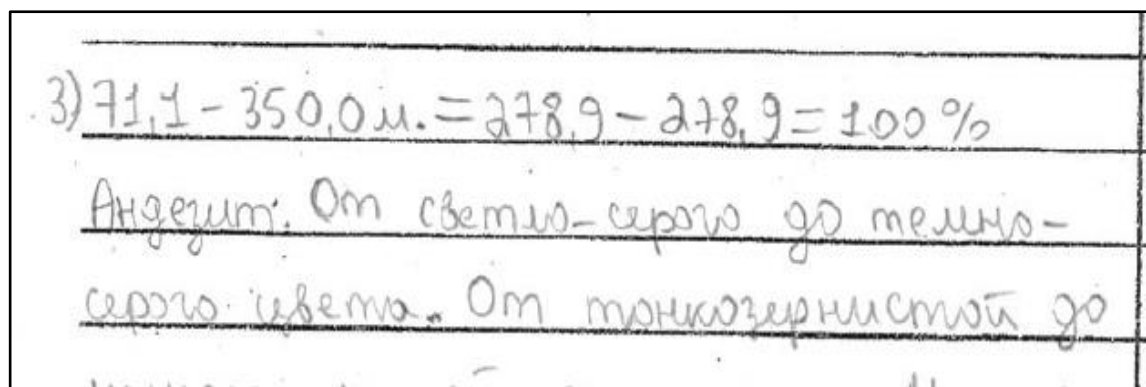 3) 71,1 – 350,0 м. = 278,9 – 278,9 = 100 %
Андезит. От светло-серого до темно-
серого цвета. От тонкозернистой до